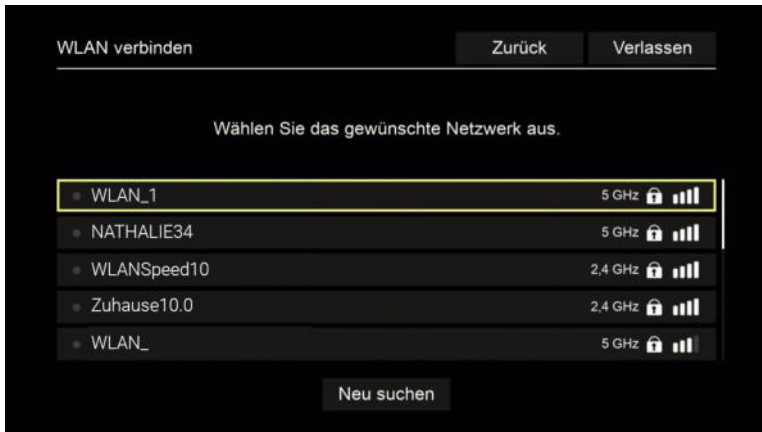 WLAN verbinden Zurück Verlassen
Wählen Sie das gewünschte Netzwerk aus.
WLAN_1 5 GHz
NATHALIE34 5 GHz
WLANSpeed10 2,4 GHz
Zuhause10.0 2,4 GHz
WLAN_ 5 GHz
Neu suchen